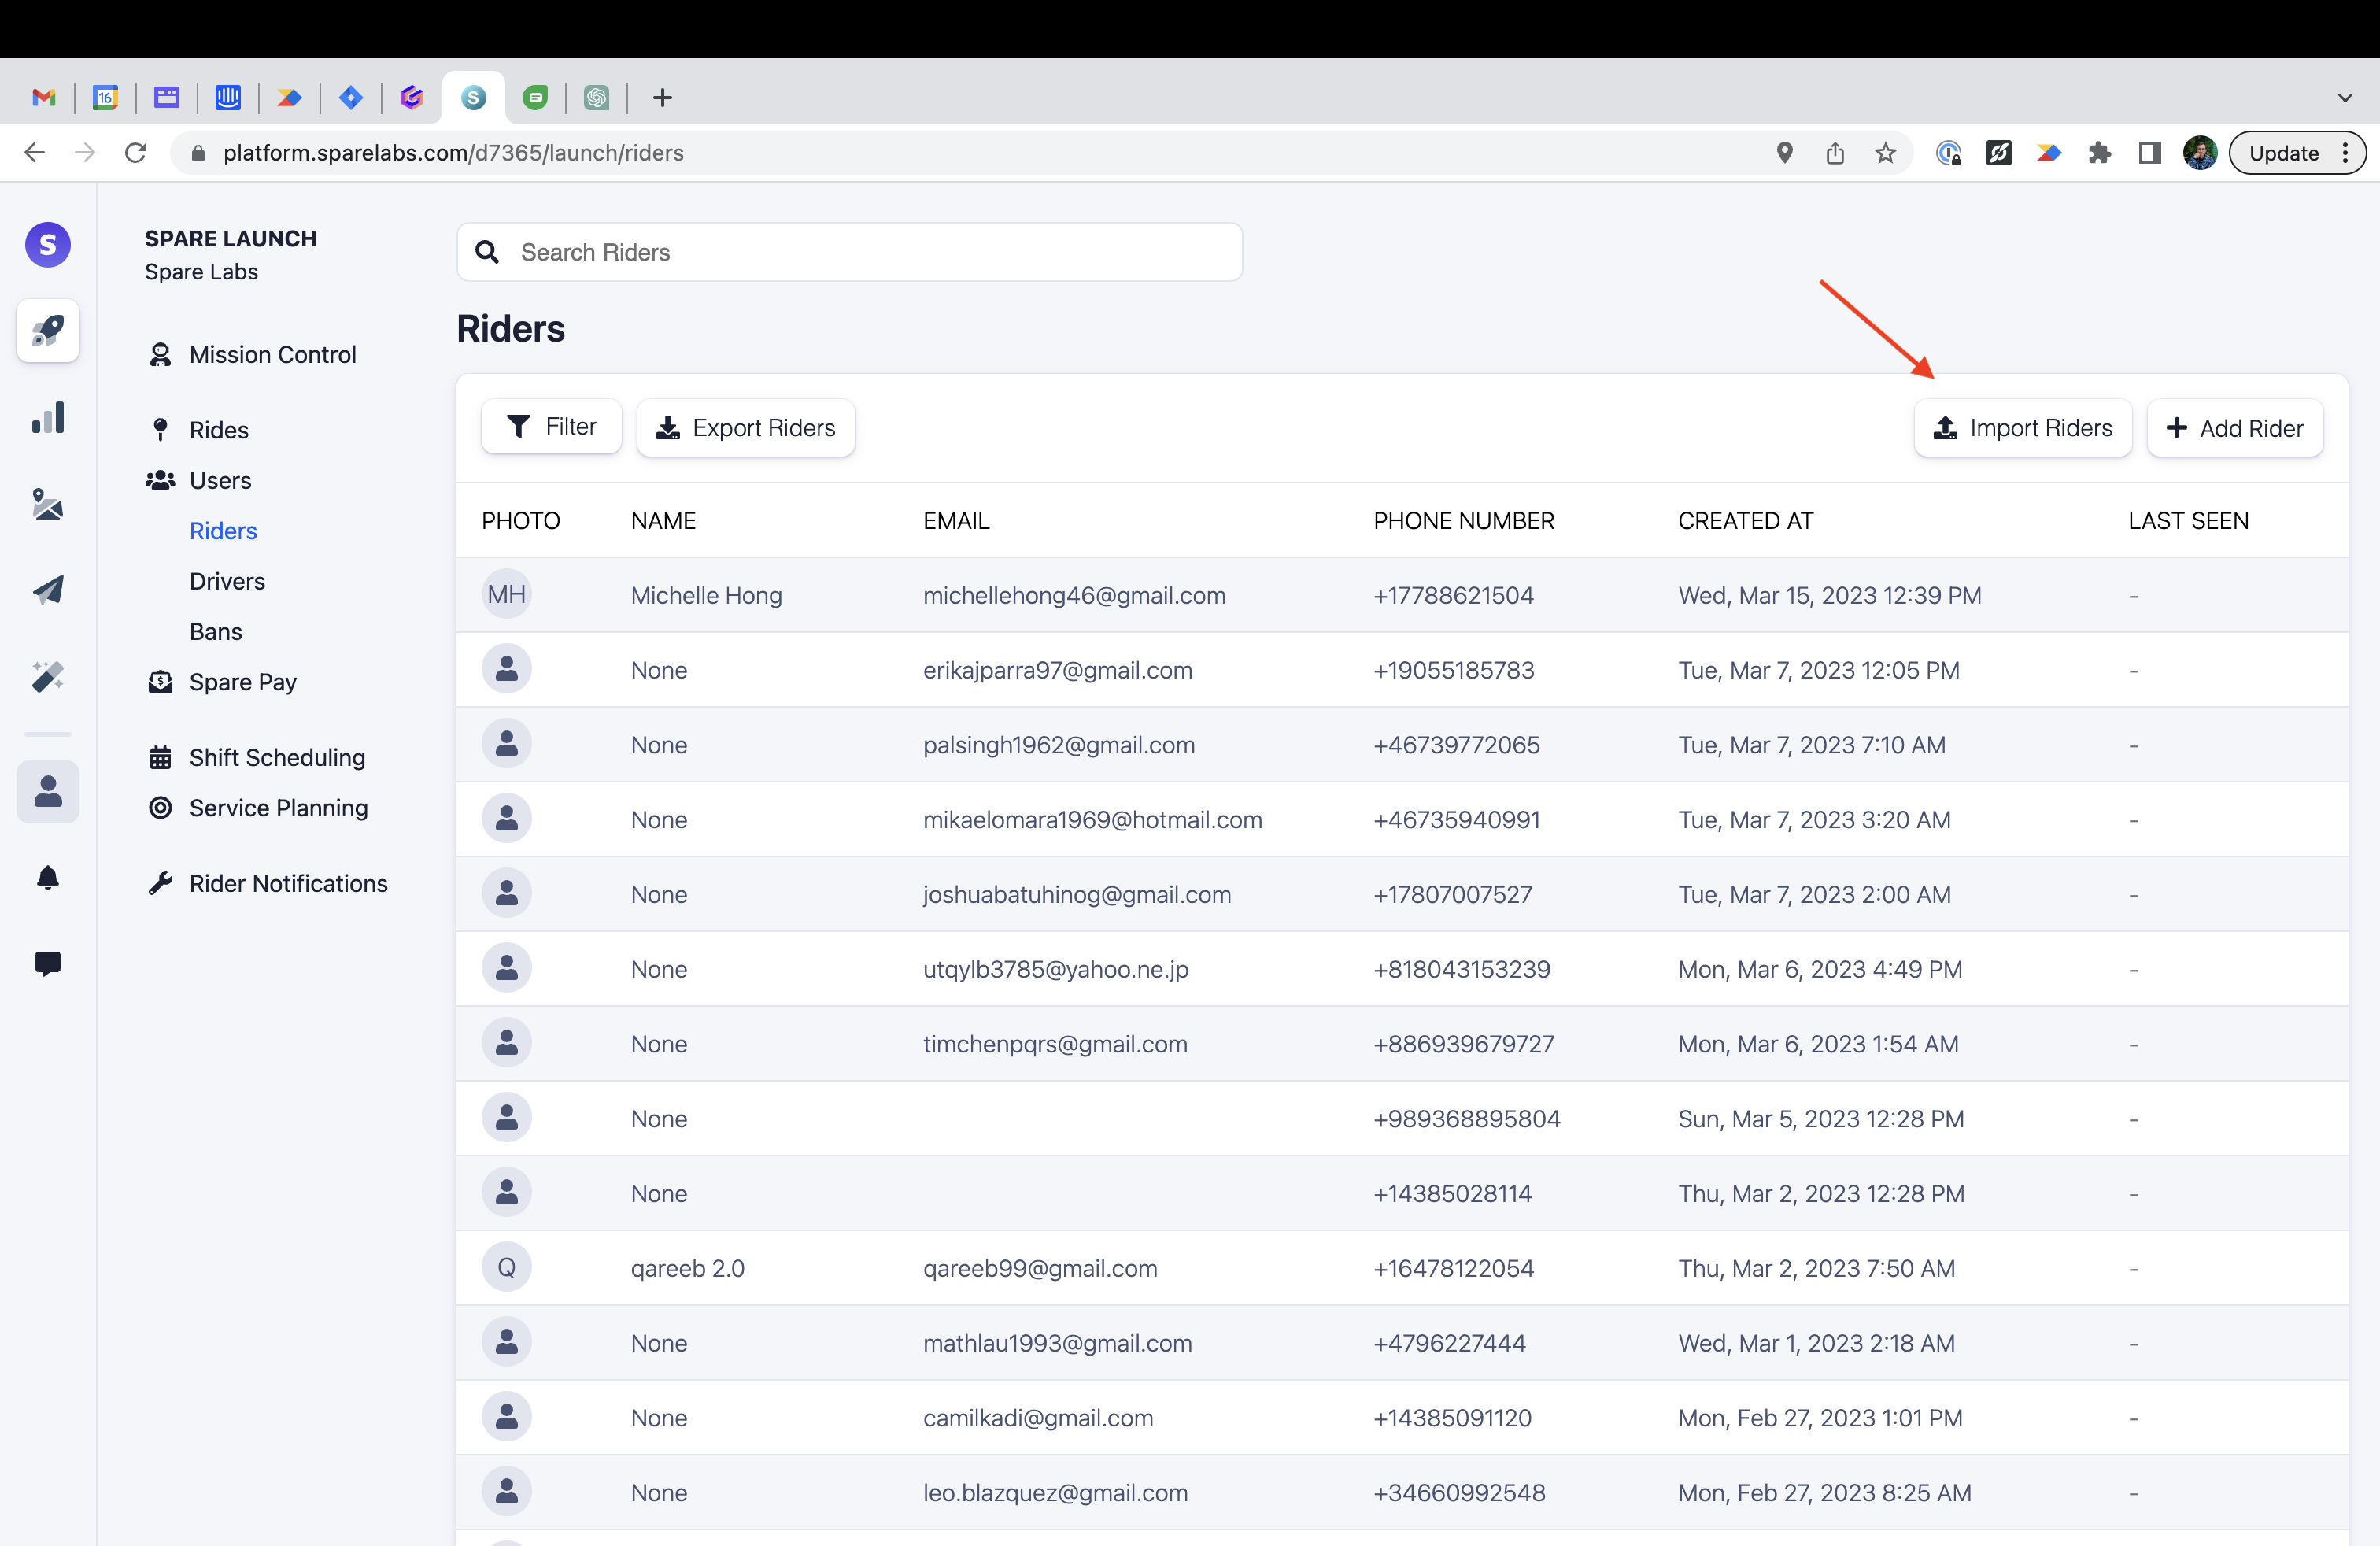 16
S
platform.sparelabs.com/d7365/launch/riders
Update
S
SPARE LAUNCH
Spare Labs
Mission Control
Rides
Users
Riders
Drivers
Bans
Spare Pay
Shift Scheduling
Service Planning
Rider Notifications
Search Riders
Riders
Filter Export Riders Import Riders Add Rider
PHOTO NAME EMAIL PHONE NUMBER CREATED AT LAST SEEN
MH Michelle Hong michellehong46@gmail.com +17788621504 Wed, Mar 15, 2023 12:39 PM -
None erikajparra97@gmail.com +19055185783 Tue, Mar 7, 2023 12:05 PM -
None palsingh1962@gmail.com +46739772065 Tue, Mar 7, 2023 7:10 AM -
None mikaelomara1969@hotmail.com +46735940991 Tue, Mar 7, 2023 3:20 AM -
None joshuabatuhinog@gmail.com +17807007527 Tue, Mar 7, 2023 2:00 AM -
None utqylb3785@yahoo.ne.jp +818043153239 Mon, Mar 6, 2023 4:49 PM -
None timchenpqrs@gmail.com +886939679727 Mon, Mar 6, 2023 1:54 AM -
None +989368895804 Sun, Mar 5, 2023 12:28 PM -
None +14385028114 Thu, Mar 2, 2023 12:28 PM -
Q qareeb 2.0 qareeb99@gmail.com +16478122054 Thu, Mar 2, 2023 7:50 AM -
None mathlau1993@gmail.com +4796227444 Wed, Mar 1, 2023 2:18 AM -
None camilkadi@gmail.com +14385091120 Mon, Feb 27, 2023 1:01 PM -
None leo.blazquez@gmail.com +34660992548 Mon, Feb 27, 2023 8:25 AM -